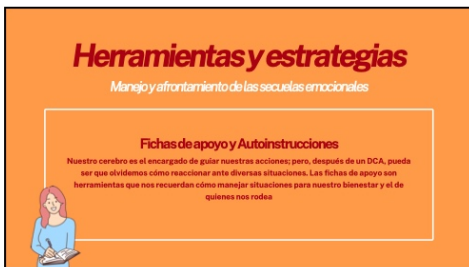 Herramientas y estrategias
Manejo y afrontamiento de las secuelas emocionales
Fichas de apoyo y Autoinstrucciones
Nuestro cerebro es el encargado de guiar nuestras acciones; pero, después de un DCA, pueda
ser que olvidemos cómo reaccionar ante diversas situaciones. Las fichas de apoyo son
herramientas que nos recuerdan cómo manejar situaciones para nuestro bienestar y el de
quienes nos rodea